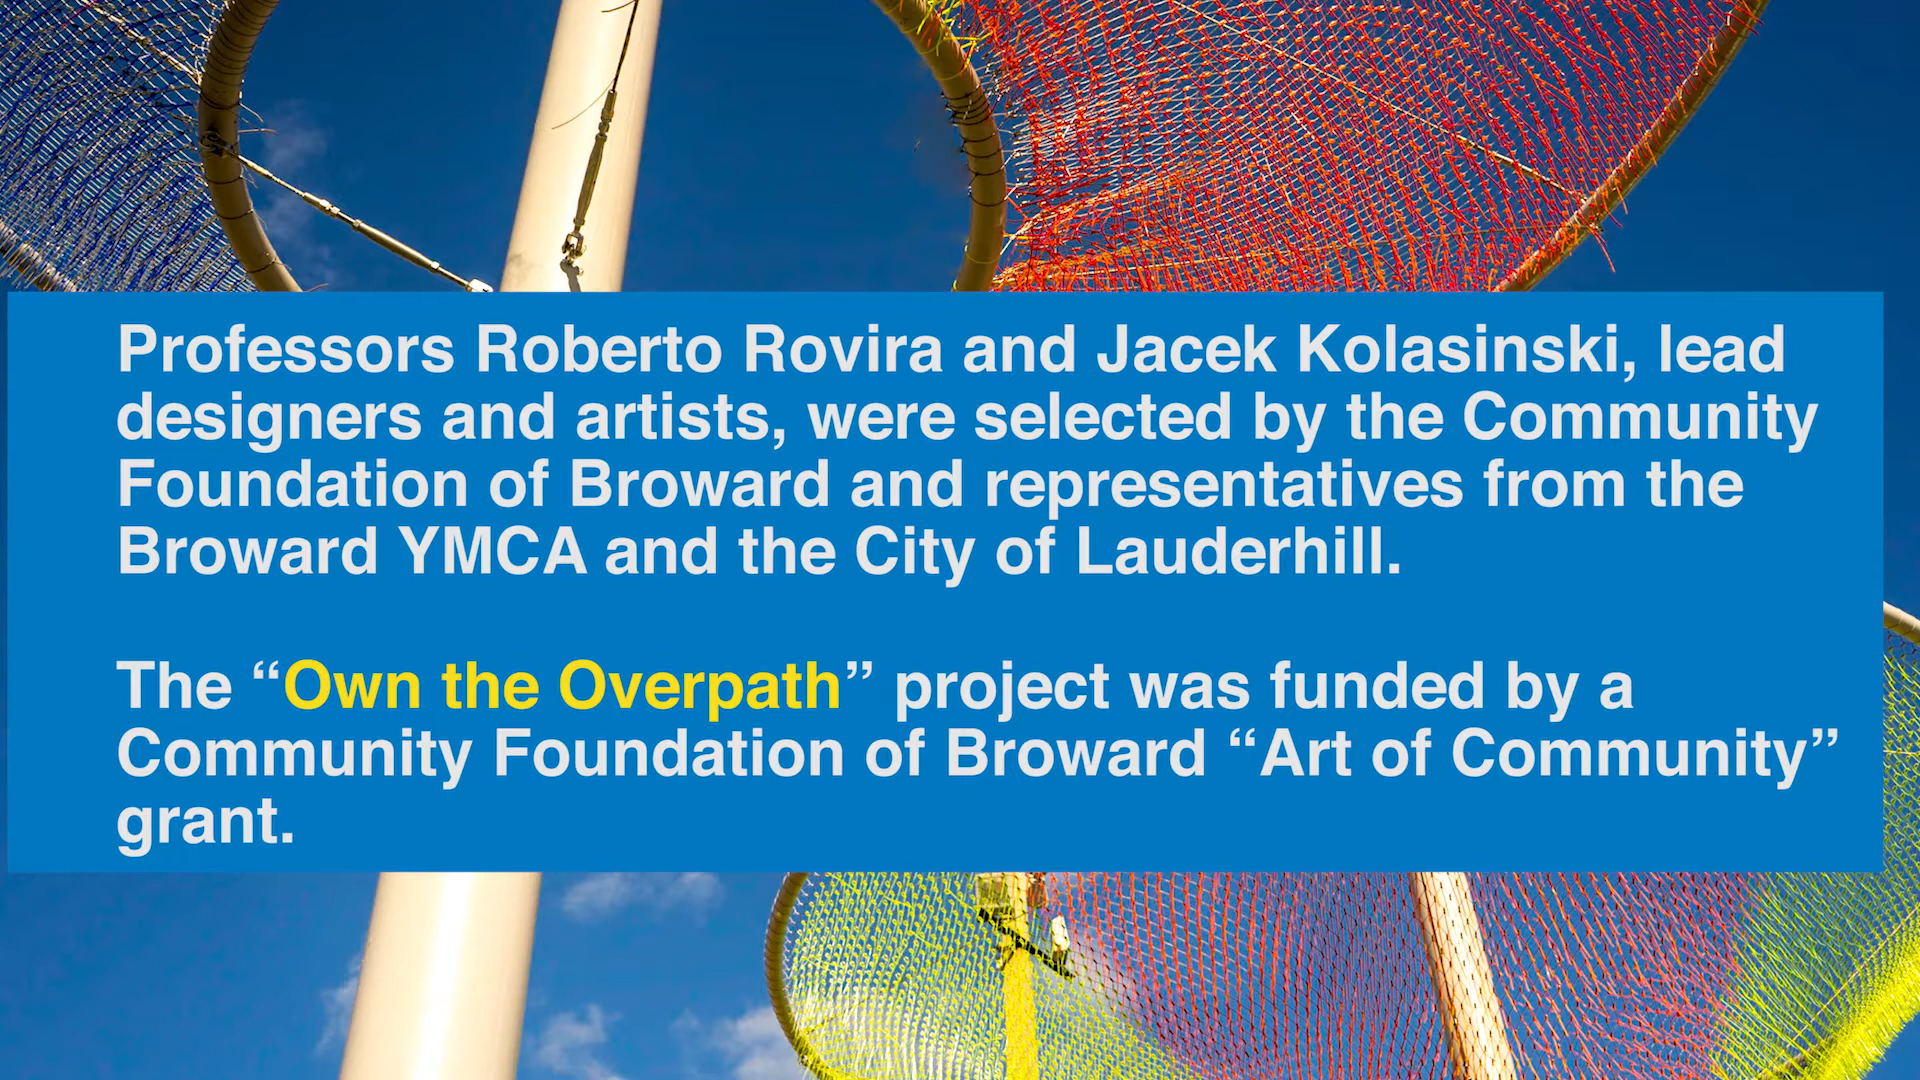 Professors Roberto Rovira and Jacek Kolasinski, lead
designers and artists, were selected by the Community
Foundation of Broward and representatives from the
Broward YMCA and the City of Lauderhill.
The “Own the Overpath” project was funded by a
Community Foundation of Broward “Art of Community”
grant.